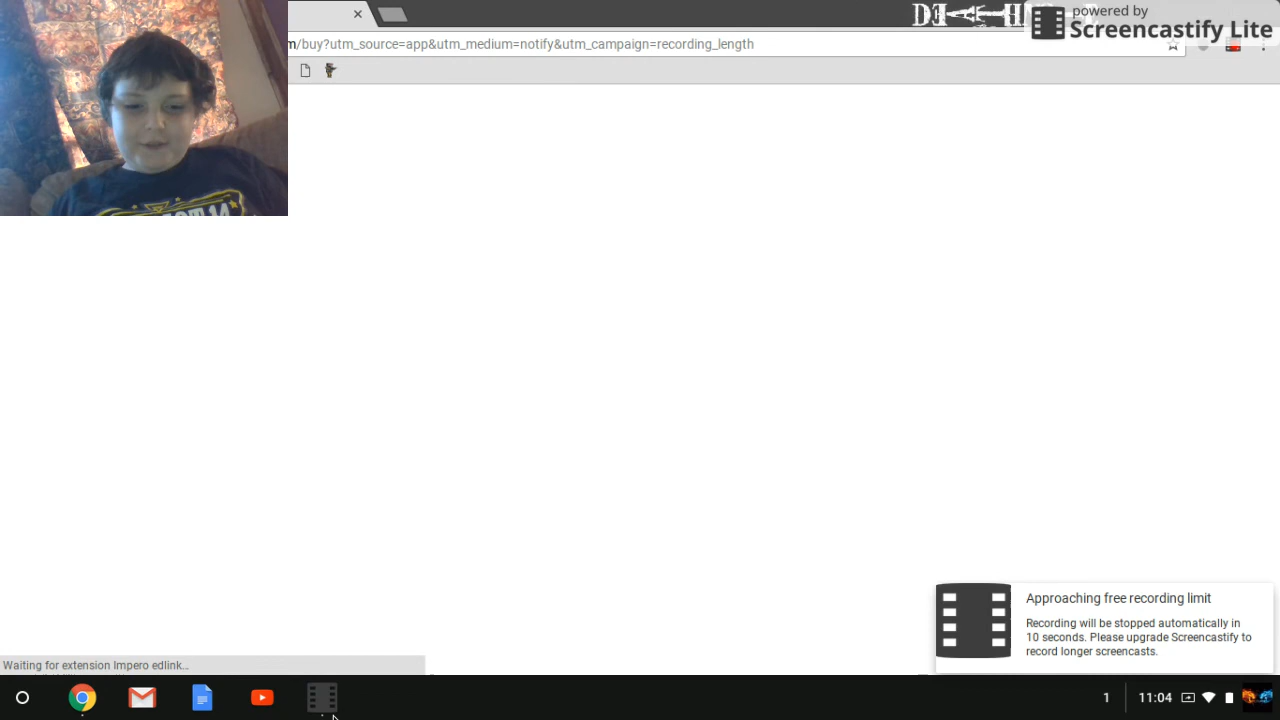 powered by
Screencastify Lite
m/buy?utm_source=app&utm_medium=notify&utm_campaign=recording_length
Approaching free recording limit
Recording will be stopped automatically in
10 seconds. Please upgrade Screencastify to
record longer screencasts.
Waiting for extension Impero edlink...
1
11:04